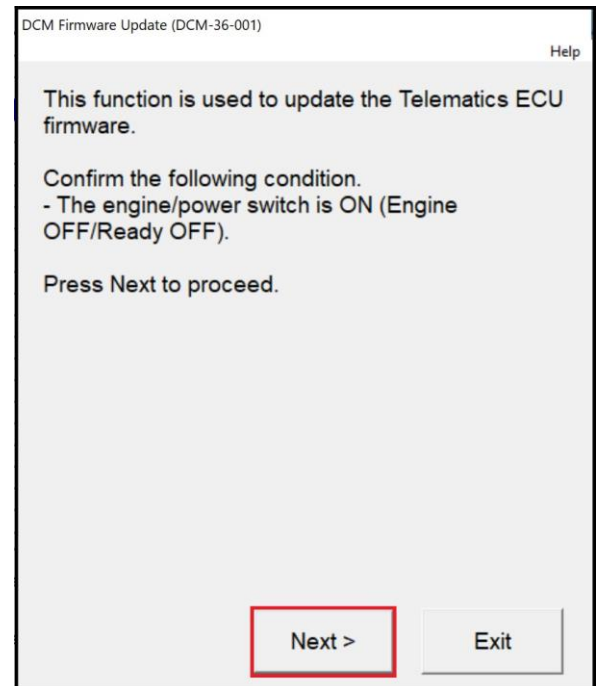 DCM Firmware Update (DCM-36-001)
Help
This function is used to update the Telematics ECU
firmware.
Confirm the following condition.
- The engine/power switch is ON (Engine
OFF/Ready OFF).
Press Next to proceed.
Next >
Exit